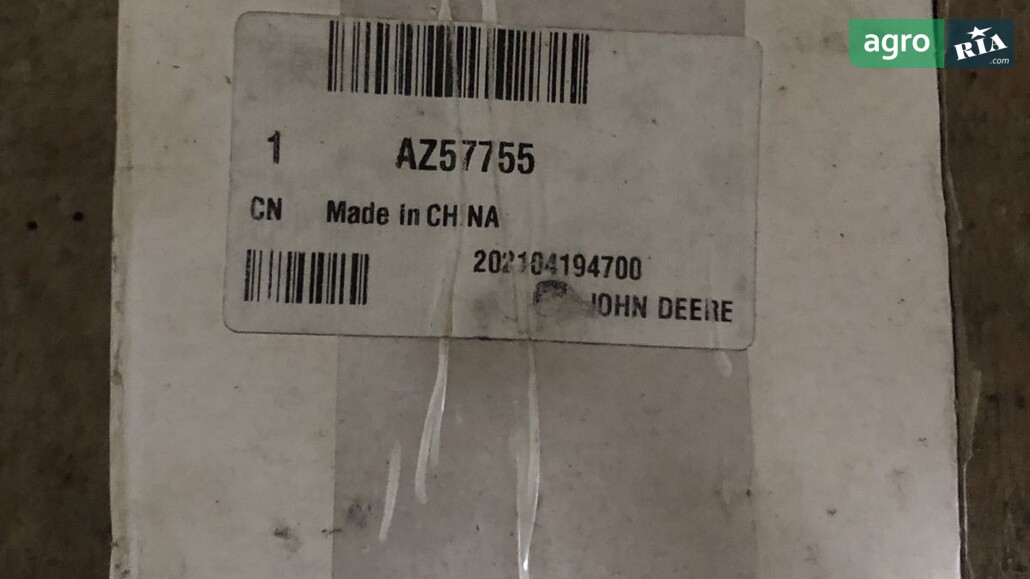 agro
RIA
.com
1 AZ57755
CN Made in CHINA
202104194700
JOHN DEERE